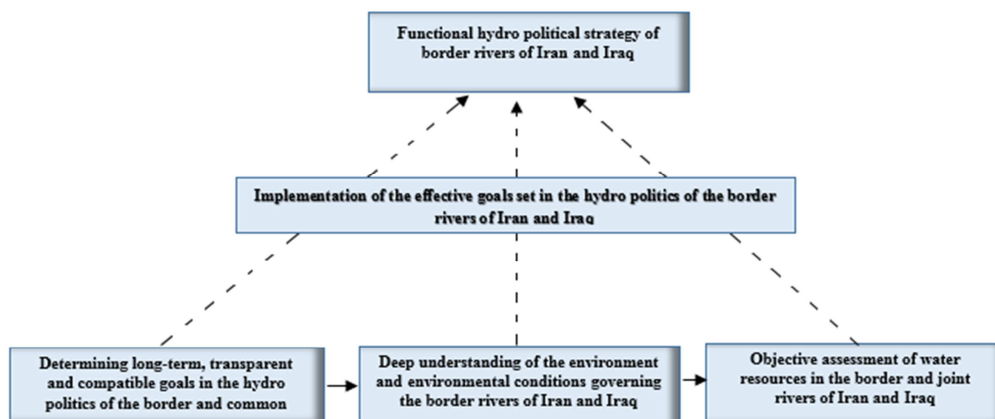 Functional hydro political strategy of
border rivers of Iran and Iraq
Implementation of the effective goals set in the hydro politics of the border
rivers of Iran and Iraq
Determining long-term, transparent
and compatible goals in the hydro
politics of the border and common
Deep understanding of the environment
and environmental conditions governing
the border rivers of Iran and Iraq
Objective assessment of water
resources in the border and joint
rivers of Iran and Iraq